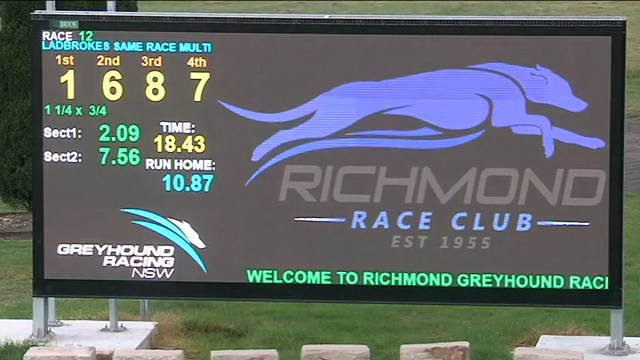 BROOK
RACE 12
LADBROKES SAME RACE MULTI
1st 2nd 3rd 4th
1 6 8 7
1 1/4 x 3/4
Sect1: 2.09
Sect2: 7.56
TIME:
18.43
RUN HOME:
10.87
RICHMOND
RACE CLUB
EST 1955
GREYHOUND
RACING
NSW
WELCOME TO RICHMOND GREYHOUND RACI